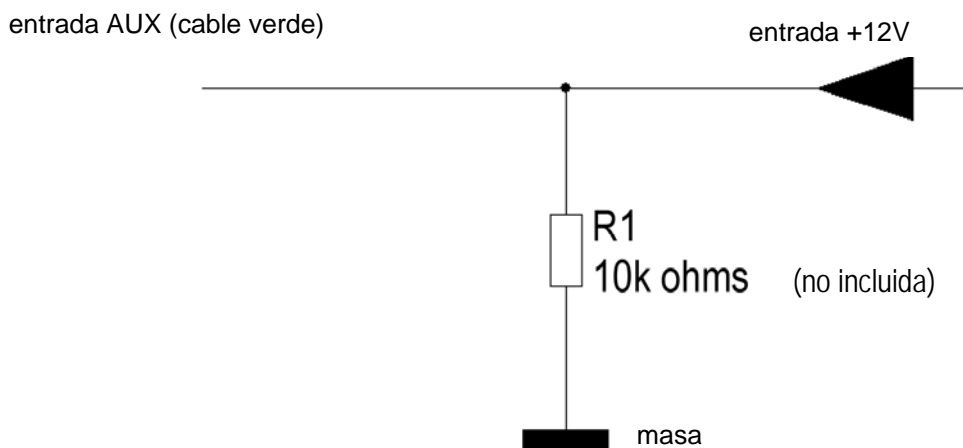 entrada AUX (cable verde)
entrada +12V
R1
10k ohms (no incluida)
masa